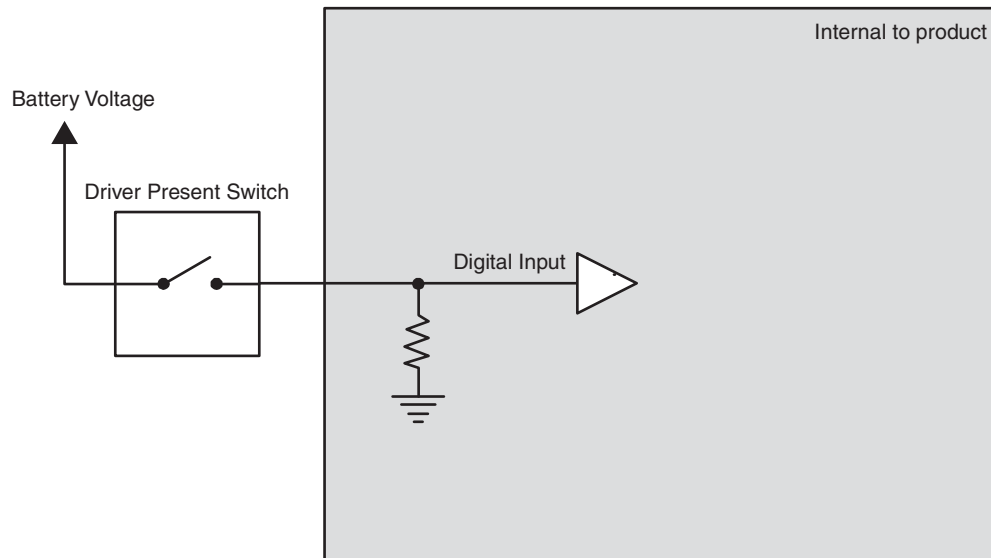 Internal to product
Battery Voltage
Driver Present Switch
Digital Input